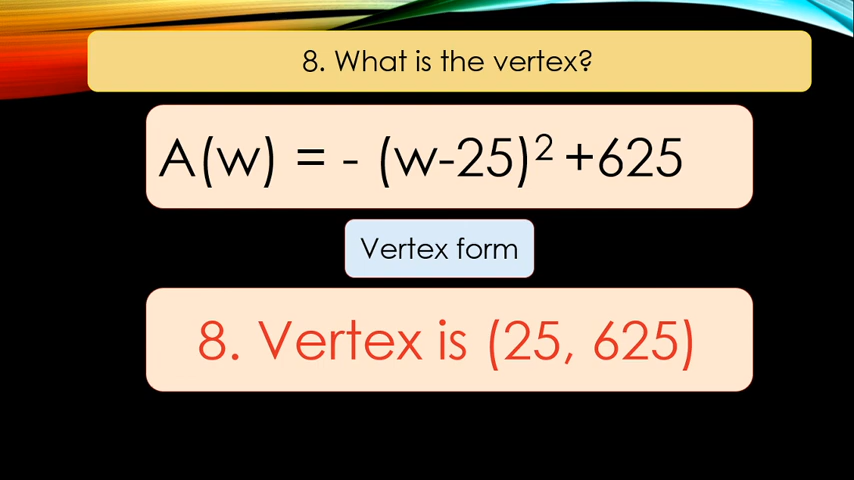 8. What is the vertex?
A(w) = - (w-25)² +625
Vertex form
8. Vertex is (25, 625)